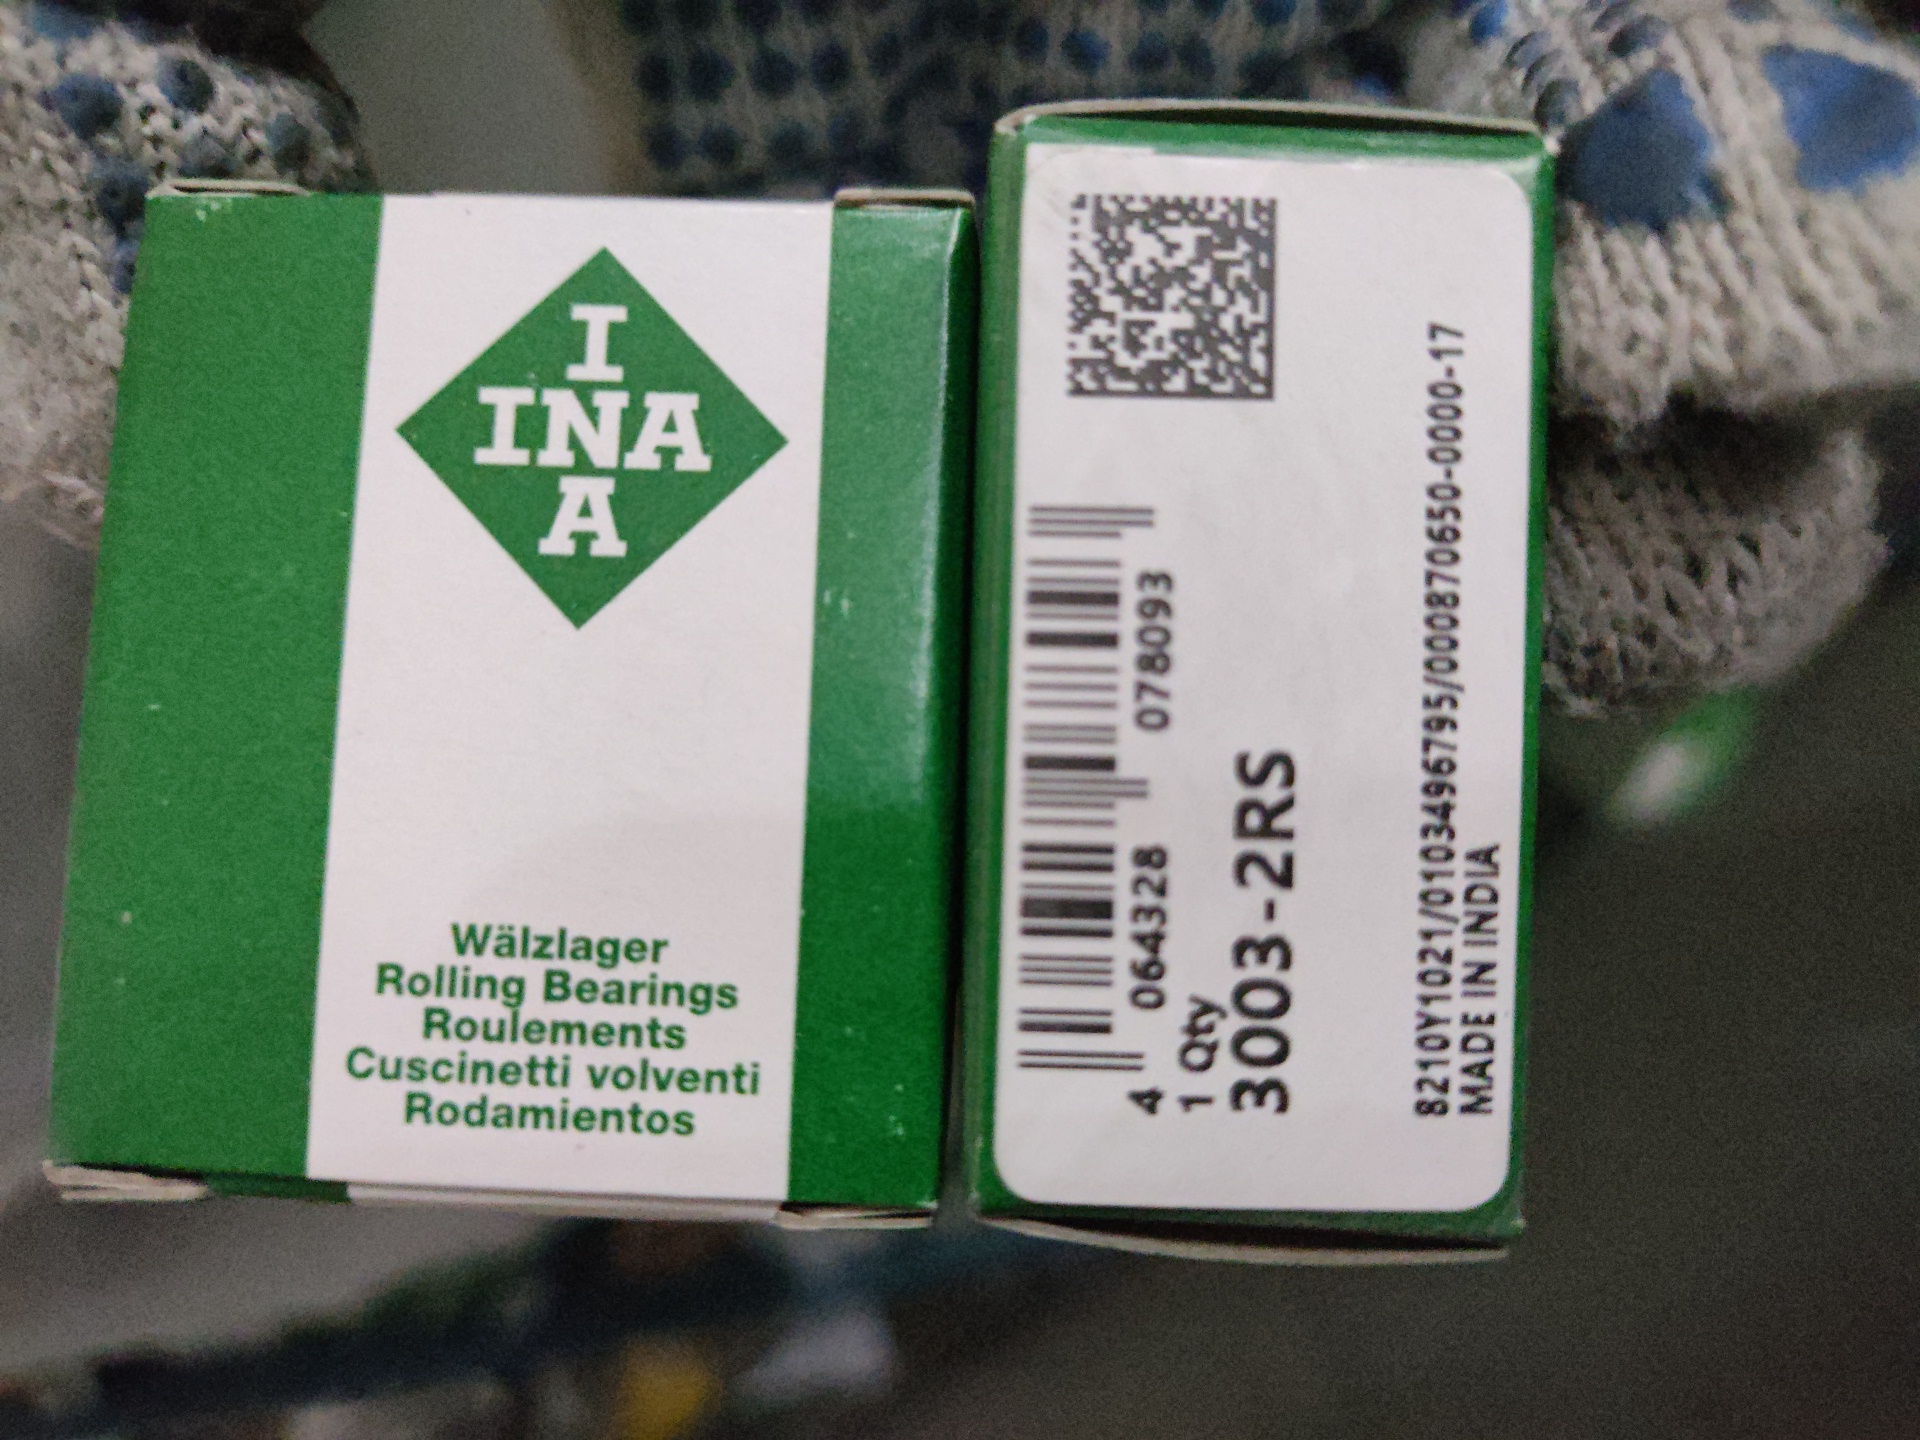 I
INA
A
Wälzlager
Rolling Bearings
Roulements
Cuscinetti volventi
Rodamientos
4 064328 078093
1 Qty
3003-2RS
8210Y1021/0103496795/000870650-0000-17
MADE IN INDIA